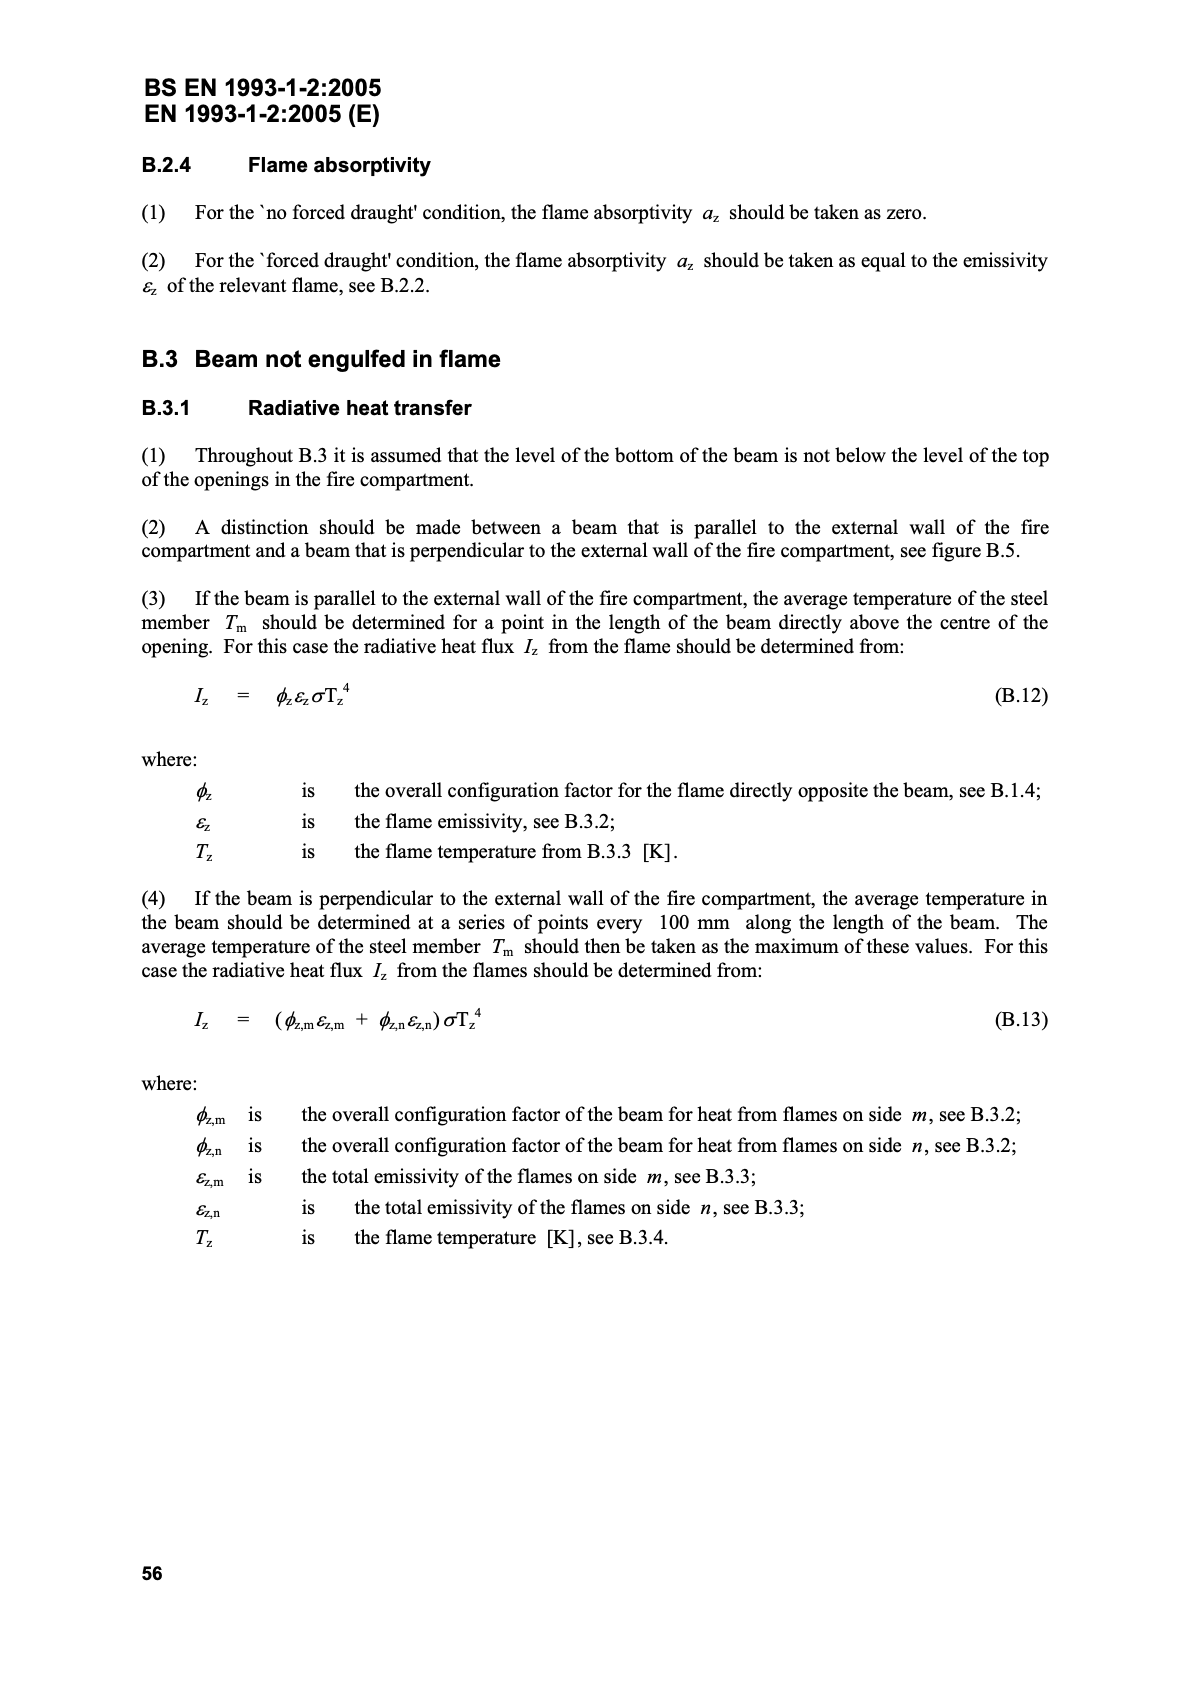 BS EN 1993-1-2:2005
EN 1993-1-2:2005 (E)
B.2.4 Flame absorptivity
(1) For the `no forced draught' condition, the flame absorptivity a_z should be taken as zero.
(2) For the `forced draught' condition, the flame absorptivity a_z should be taken as equal to the emissivity
ε_z of the relevant flame, see B.2.2.
B.3 Beam not engulfed in flame
B.3.1 Radiative heat transfer
(1) Throughout B.3 it is assumed that the level of the bottom of the beam is not below the level of the top
of the openings in the fire compartment.
(2) A distinction should be made between a beam that is parallel to the external wall of the fire
compartment and a beam that is perpendicular to the external wall of the fire compartment, see figure B.5.
(3) If the beam is parallel to the external wall of the fire compartment, the average temperature of the steel
member T_m should be determined for a point in the length of the beam directly above the centre of the
opening. For this case the radiative heat flux I_z from the flame should be determined from:
I_z = ϕ_z ε_z σT_z^4 (B.12)
where:
ϕ_z is the overall configuration factor for the flame directly opposite the beam, see B.1.4;
ε_z is the flame emissivity, see B.3.2;
T_z is the flame temperature from B.3.3 [K].
(4) If the beam is perpendicular to the external wall of the fire compartment, the average temperature in
the beam should be determined at a series of points every 100 mm along the length of the beam. The
average temperature of the steel member T_m should then be taken as the maximum of these values. For this
case the radiative heat flux I_z from the flames should be determined from:
I_z = (ϕ_z,m ε_z,m + ϕ_z,n ε_z,n) σT_z^4 (B.13)
where:
ϕ_z,m is the overall configuration factor of the beam for heat from flames on side m, see B.3.2;
ϕ_z,n is the overall configuration factor of the beam for heat from flames on side n, see B.3.2;
ε_z,m is the total emissivity of the flames on side m, see B.3.3;
ε_z,n is the total emissivity of the flames on side n, see B.3.3;
T_z is the flame temperature [K], see B.3.4.
56